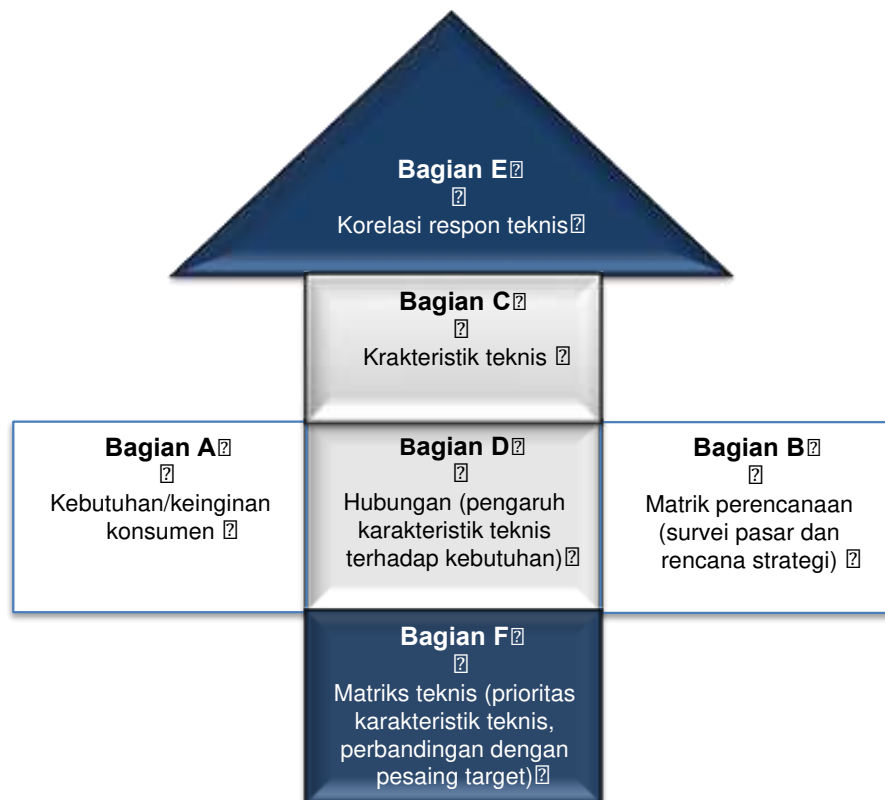 Bagian E⍰
⍰
Korelasi respon teknis⍰
Bagian C⍰
⍰
Krakteristik teknis ⍰
Bagian A⍰
⍰
Kebutuhan/keinginan
konsumen ⍰
Bagian D⍰
⍰
Hubungan (pengaruh
karakteristik teknis
terhadap kebutuhan)⍰
Bagian B⍰
⍰
Matrik perencanaan
(survei pasar dan
rencana strategi) ⍰
Bagian F⍰
⍰
Matriks teknis (prioritas
karakteristik teknis,
perbandingan dengan
pesaing target)⍰